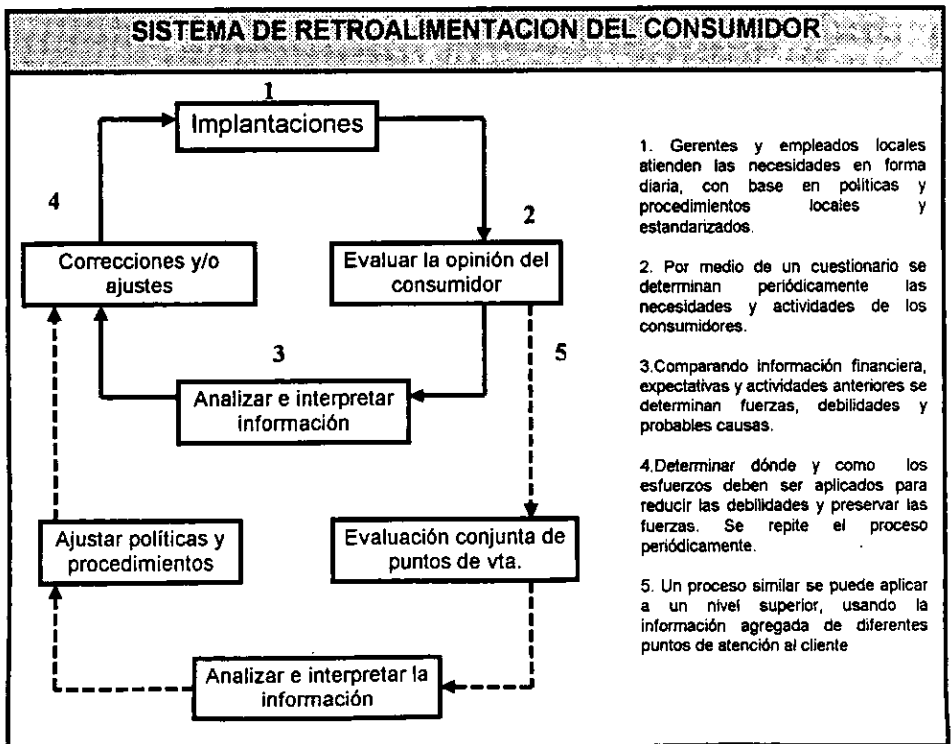 SISTEMA DE RETROALIMENTACION DEL CONSUMIDOR
1
Implantaciones
4
2
Correcciones y/o
ajustes
Evaluar la opinión del
consumidor
3
5
Analizar e interpretar
información
Ajustar políticas y
procedimientos
Evaluación conjunta de
puntos de vta.
Analizar e interpretar la
información
1. Gerentes y empleados locales
atienden las necesidades en forma
diaria, con base en políticas y
procedimientos locales y
estandarizados.
2. Por medio de un cuestionario se
determinan periódicamente las
necesidades y actividades de los
consumidores.
3.Comparando información financiera,
expectativas y actividades anteriores se
determinan fuerzas, debilidades y
probables causas.
4.Determinar dónde y como los
esfuerzos deben ser aplicados para
reducir las debilidades y preservar las
fuerzas. Se repite el proceso
periódicamente.
5. Un proceso similar se puede aplicar
a un nivel superior, usando la
información agregada de diferentes
puntos de atención al cliente